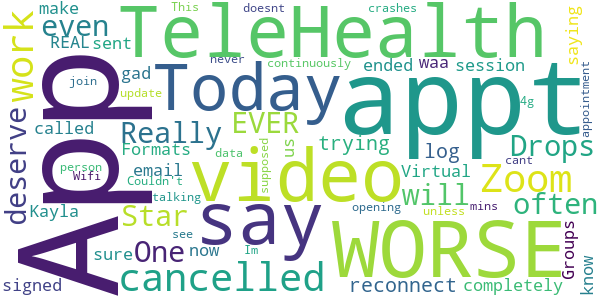 This
doesnt
crashes
make
TeleHealth
saying
even
work
REAL
sent
never
continuously
ended
waa
session
App
join
gad
Today
appt
update
4g
appointment
Really
EVER
trying
Drops
deserve
called
us
log
person
Formats
video
Wifi
email
data
supposed
Virtual
Zoom
Couldn't
talking
will
often
Kayla
Star
say
opening
unless
WORSE
sure
One
now
see
mins
Groups
Im
cant
signed
cancelled
reconnect
completely
know